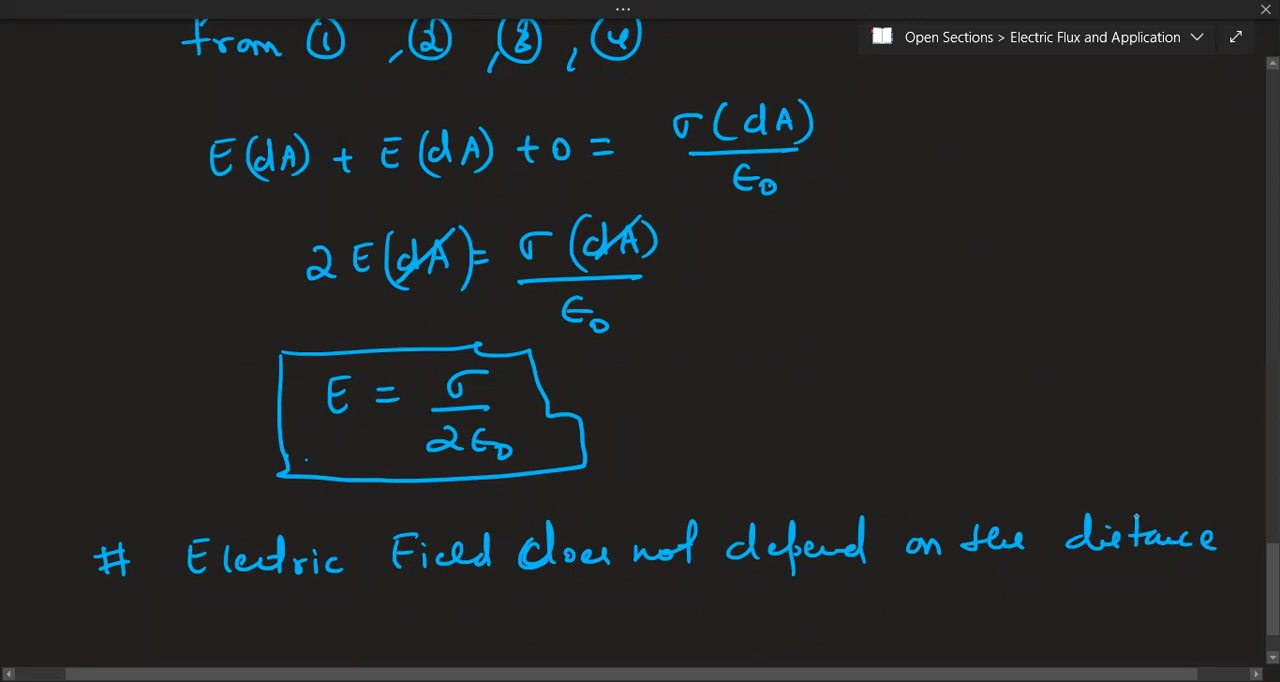 Open Sections > Electric Flux and Application
from ① , ② , ③ , ④
E(dA) + E(dA) + 0 = σ(dA)/ϵ0
2E(dA) = σ(dA)/ϵ0
E = σ/2ϵ0
# Electric Field does not depend on the distance